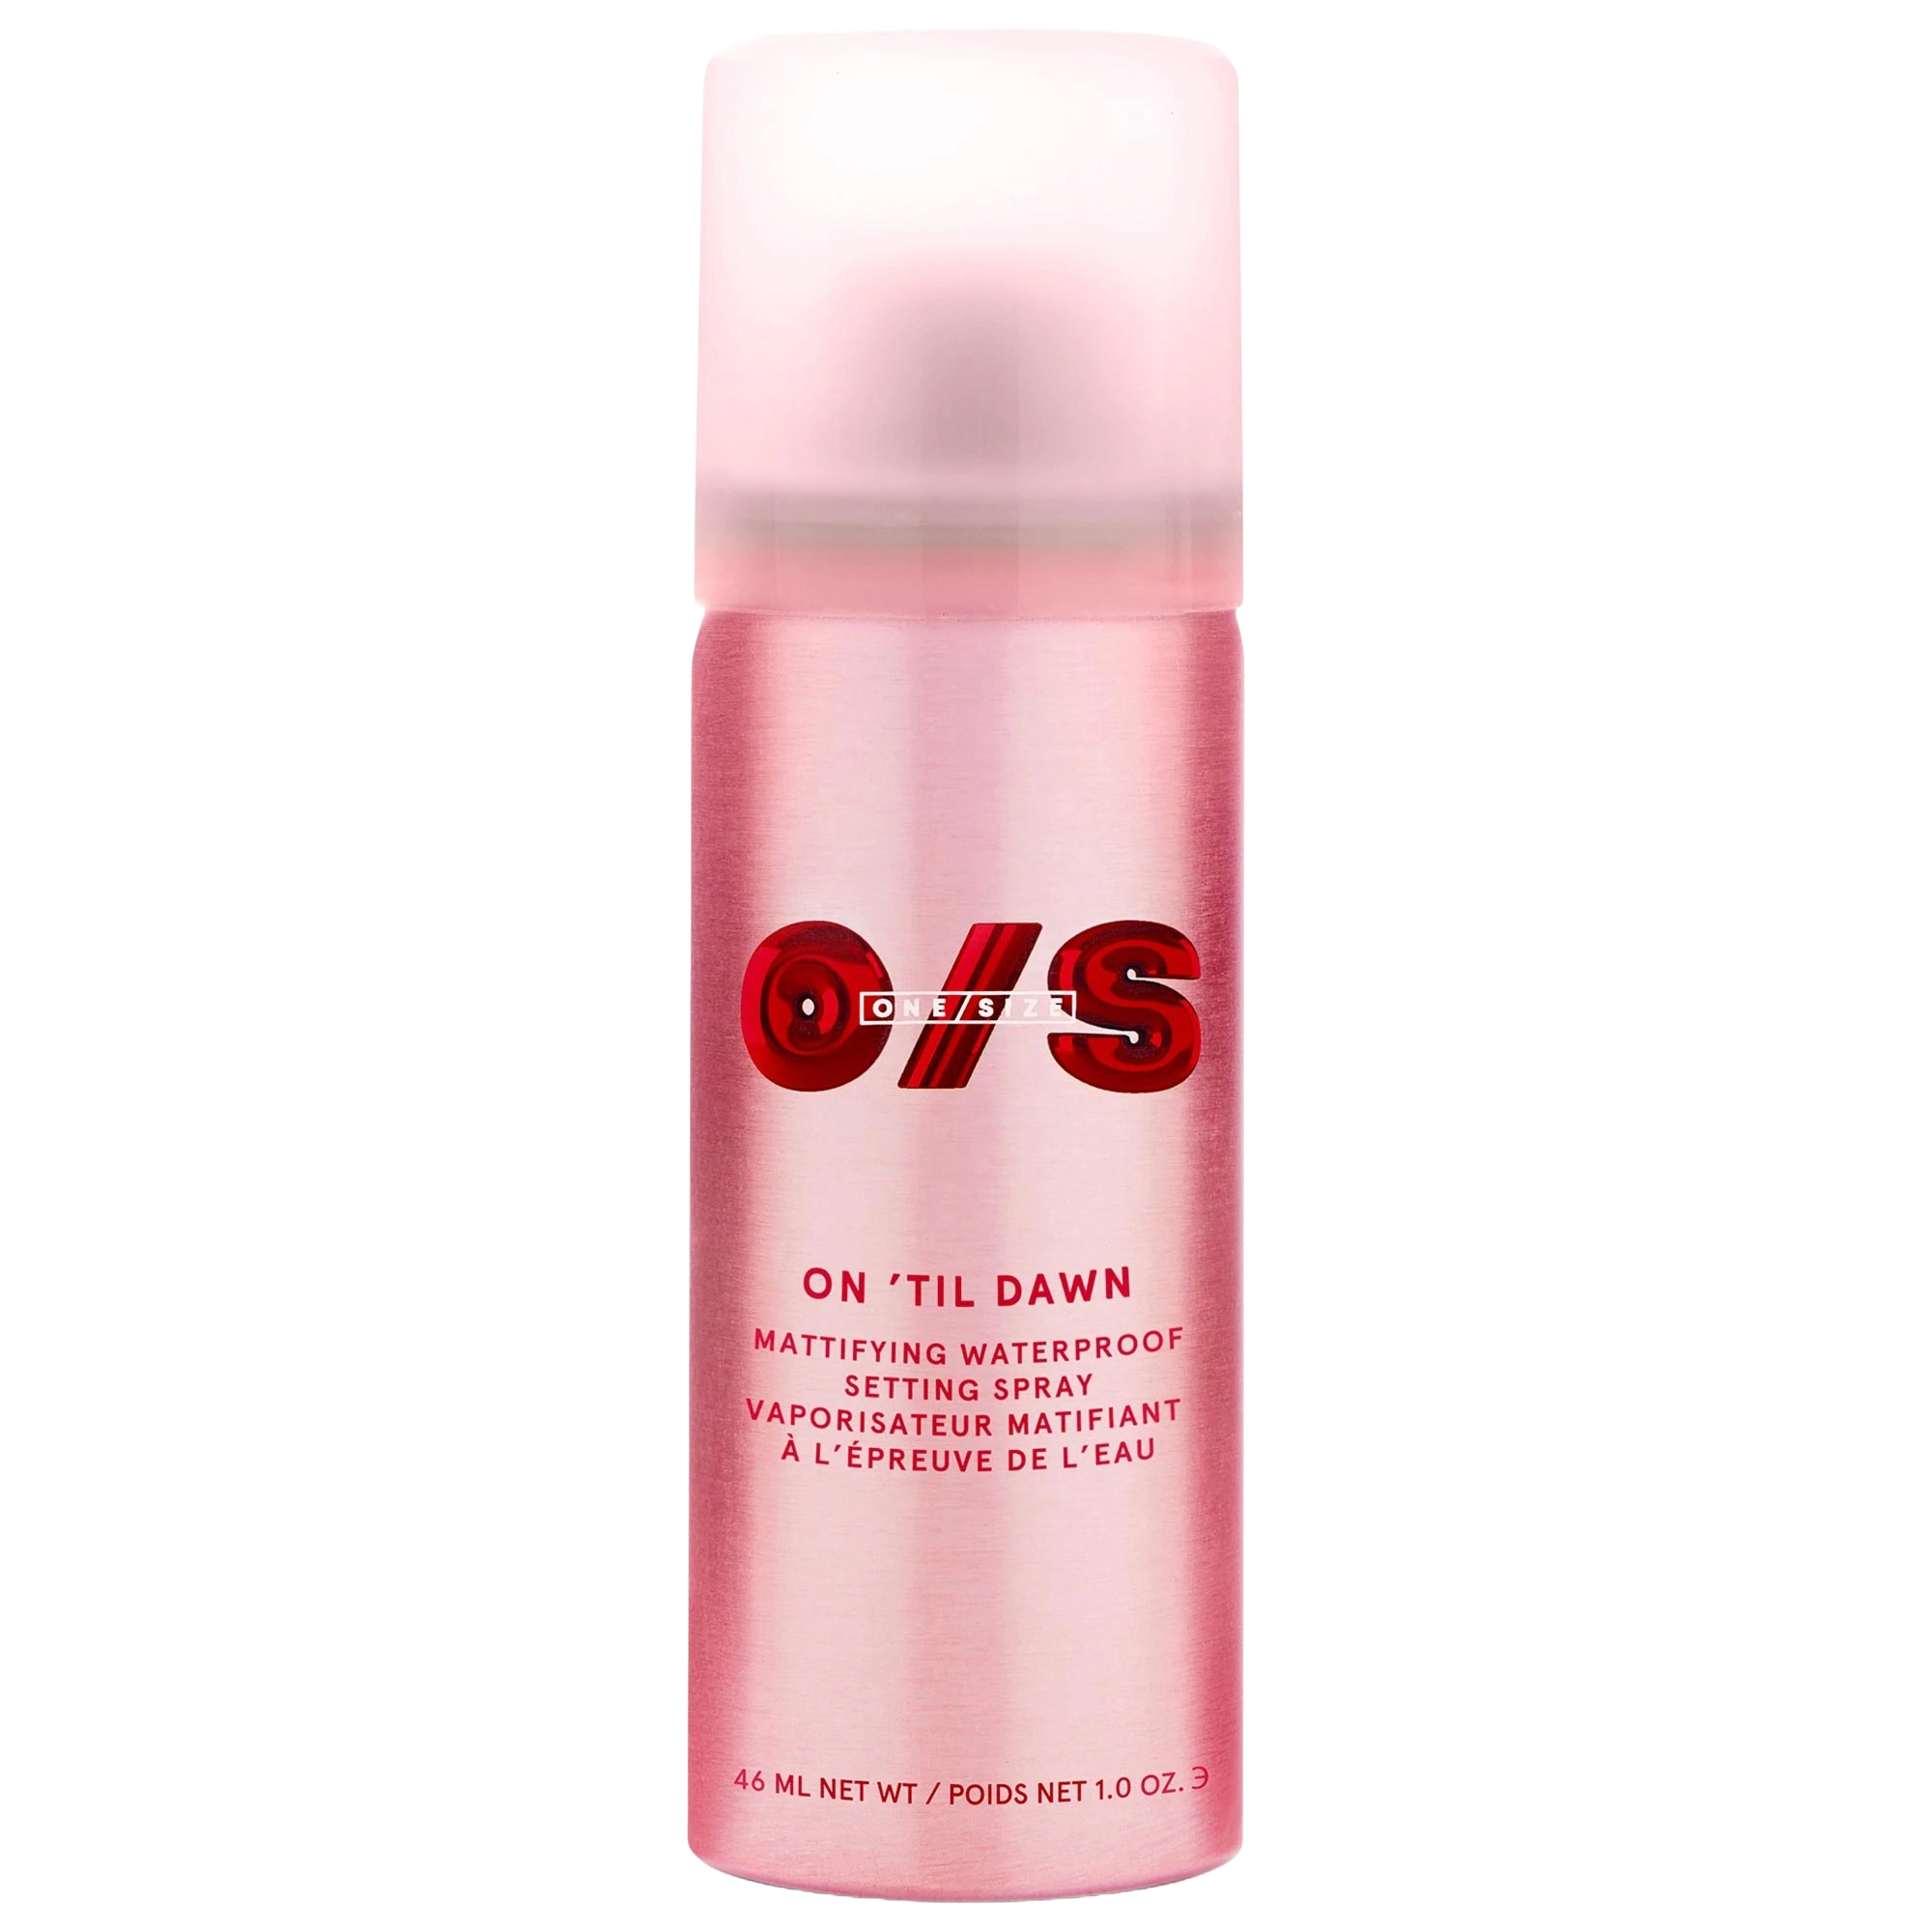 O/S
ONE/SIZE
ON ’TIL DAWN
MATTIFYING WATERPROOF
SETTING SPRAY
VAPORISATEUR MATIFIANT
À L’ÉPREUVE DE L’EAU
46 ML NET WT / POIDS NET 1.0 OZ. Э